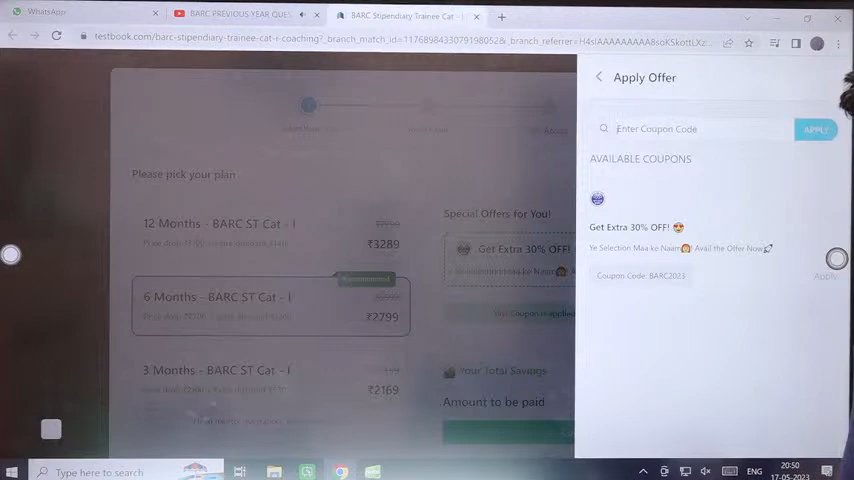 WhatsApp
BARC PREVIOUS YEAR QUES
BARC Stipendiary Trainee Cat -
testbook.com/barc-stipendiary-trainee-cat-i-coaching?_branch_match_id=1176898433079198052&_branch_referrer=
Apply Offer
Enter Coupon Code
APPLY
AVAILABLE COUPONS
Please pick your plan
12 Months - BARC ST Cat - I
₹3289
Special Offers for You!
Get Extra 30% OFF!
Get Extra 30% OFF! 😍
Ye Selection Maa ke Naam! Avail the Offer Now
Coupon Code: BARC2023
Apply
6 Months - BARC ST Cat - I
₹2799
3 Months - BARC ST Cat - I
₹2169
Your Total Savings
Amount to be paid
Type here to search
ENG
20:50
17-05-2023